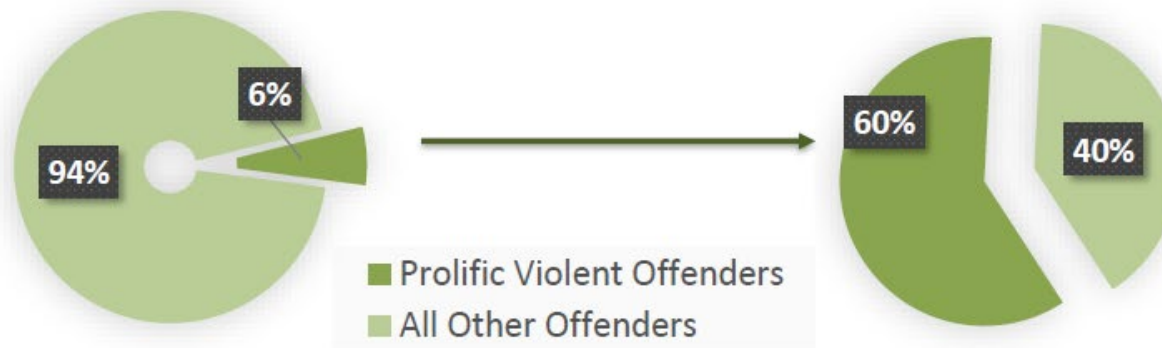 6%
94%
60%
40%
Prolific Violent Offenders
All Other Offenders